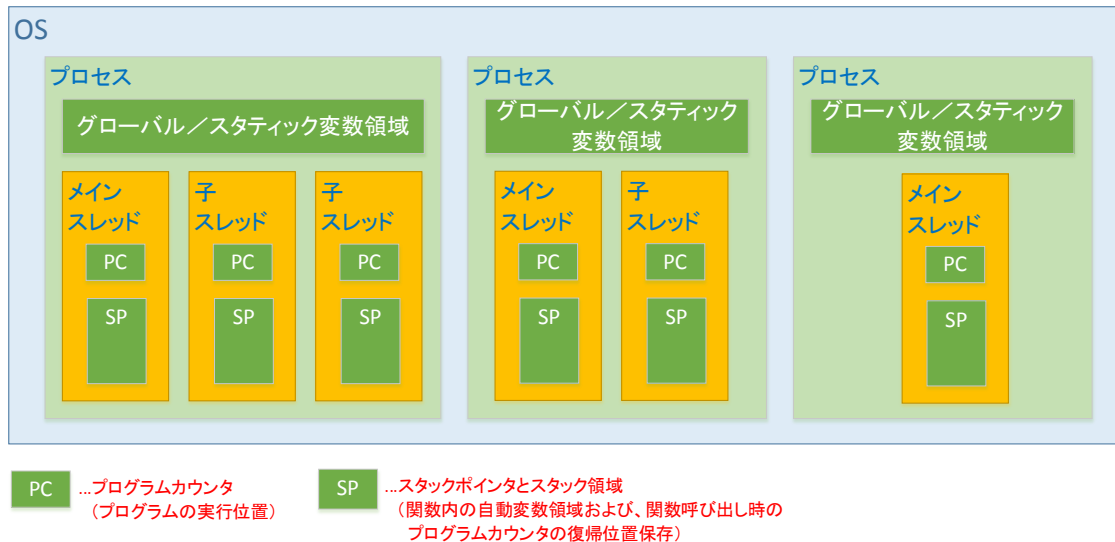 OS
プロセス
グローバル／スタティック変数領域
メイン
スレッド
PC
SP
子
スレッド
PC
SP
子
スレッド
PC
SP
プロセス
グローバル／スタティック
変数領域
メイン
スレッド
PC
SP
子
スレッド
PC
SP
プロセス
グローバル／スタティック
変数領域
メイン
スレッド
PC
SP
PC …プログラムカウンタ
（プログラムの実行位置）
SP …スタックポインタとスタック領域
（関数内の自動変数領域および、関数呼び出し時の
プログラムカウンタの復帰位置保存）